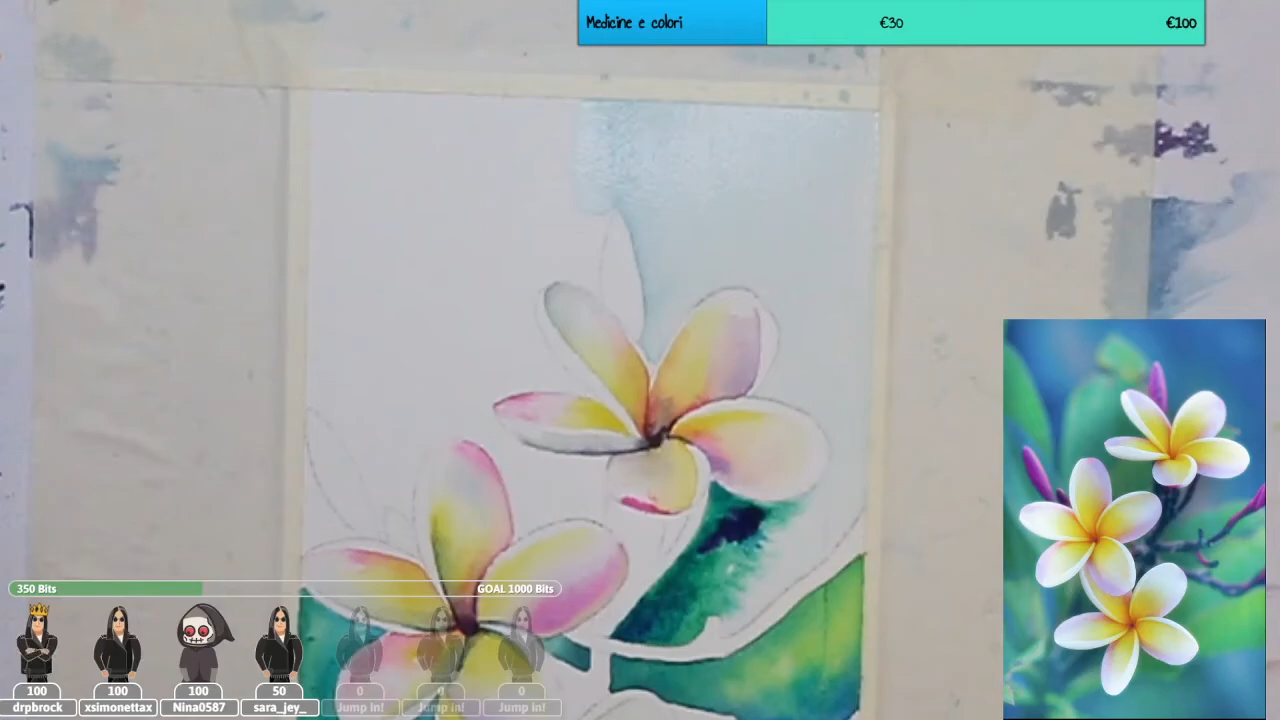 Medicine e colori €30 €100
350 Bits GOAL 1000 Bits
100 100 100 50 0 0 0
drpbrock xsimonettax Nina0587 sara_jey_ Jump in! Jump in! Jump in!